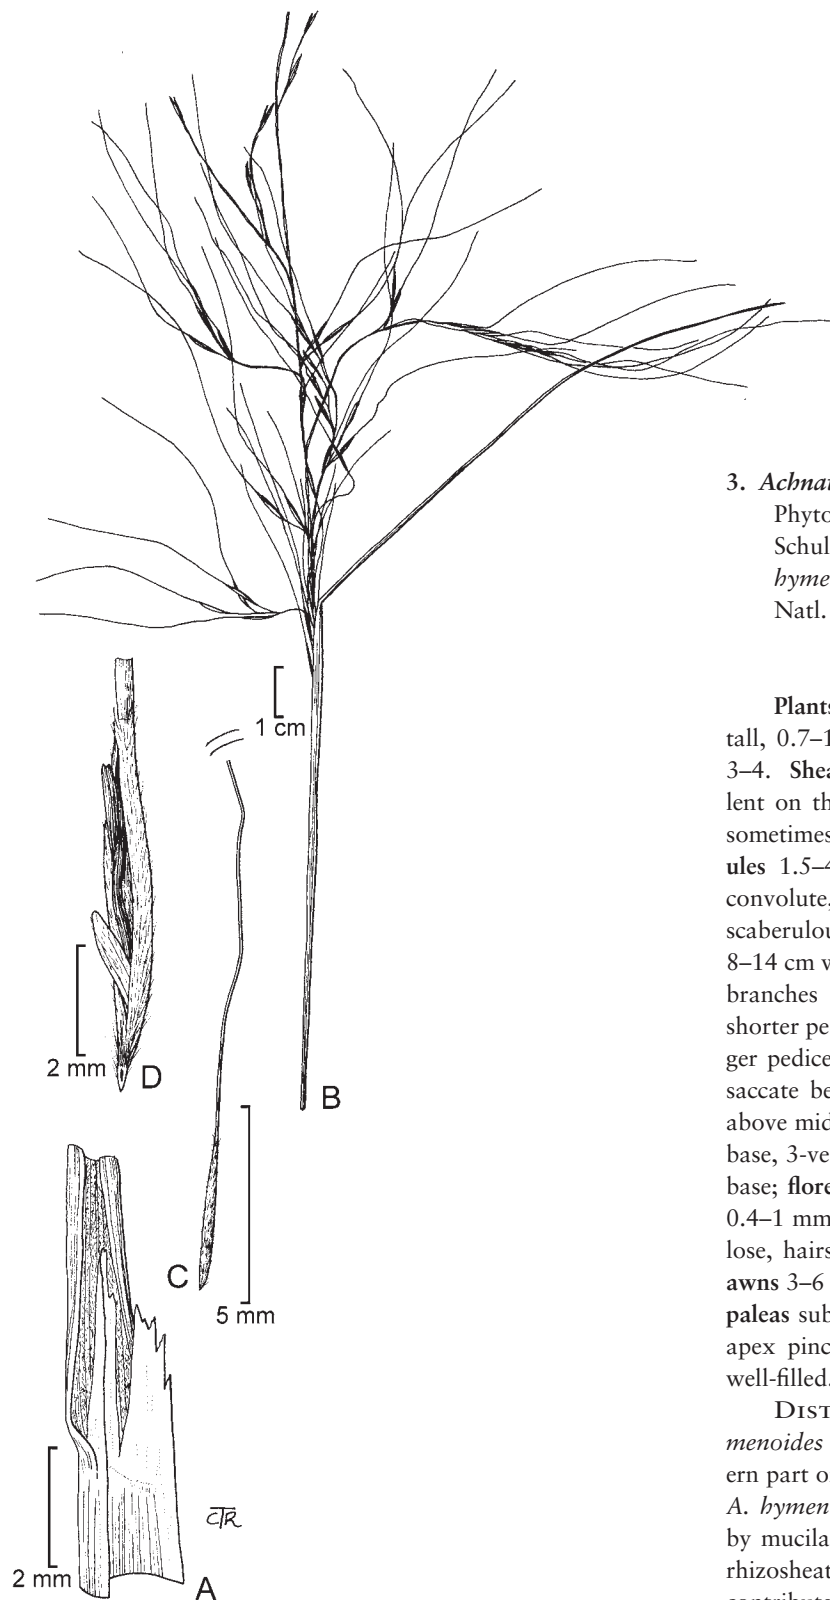 1 cm
2 mm D
B
C
5 mm
CTR
2 mm A
3. Achnat
Phyto
Schul
hyme
Natl.
Plants
tall, 0.7–1
3–4. Shea
lent on th
sometimes
ules 1.5–4
convolute,
scaberulou
8–14 cm v
branches
shorter pe
ger pedice
saccate be
above mid
base, 3-ve
base; flore
0.4–1 mm
lose, hairs
awns 3–6
paleas sub
apex pinc
well-filled.
DIST
menoides
ern part o
A. hymen
by mucila
rhizosheat